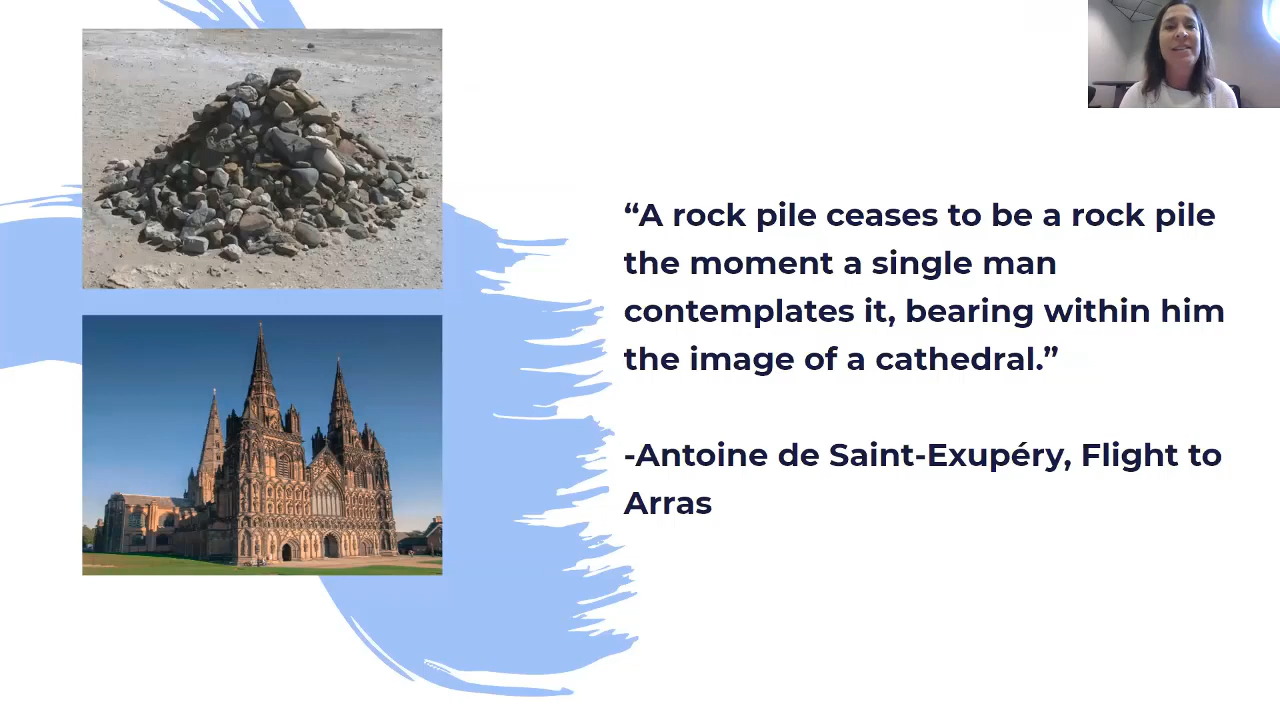 “A rock pile ceases to be a rock pile
the moment a single man
contemplates it, bearing within him
the image of a cathedral.”
-Antoine de Saint-Exupéry, Flight to
Arras